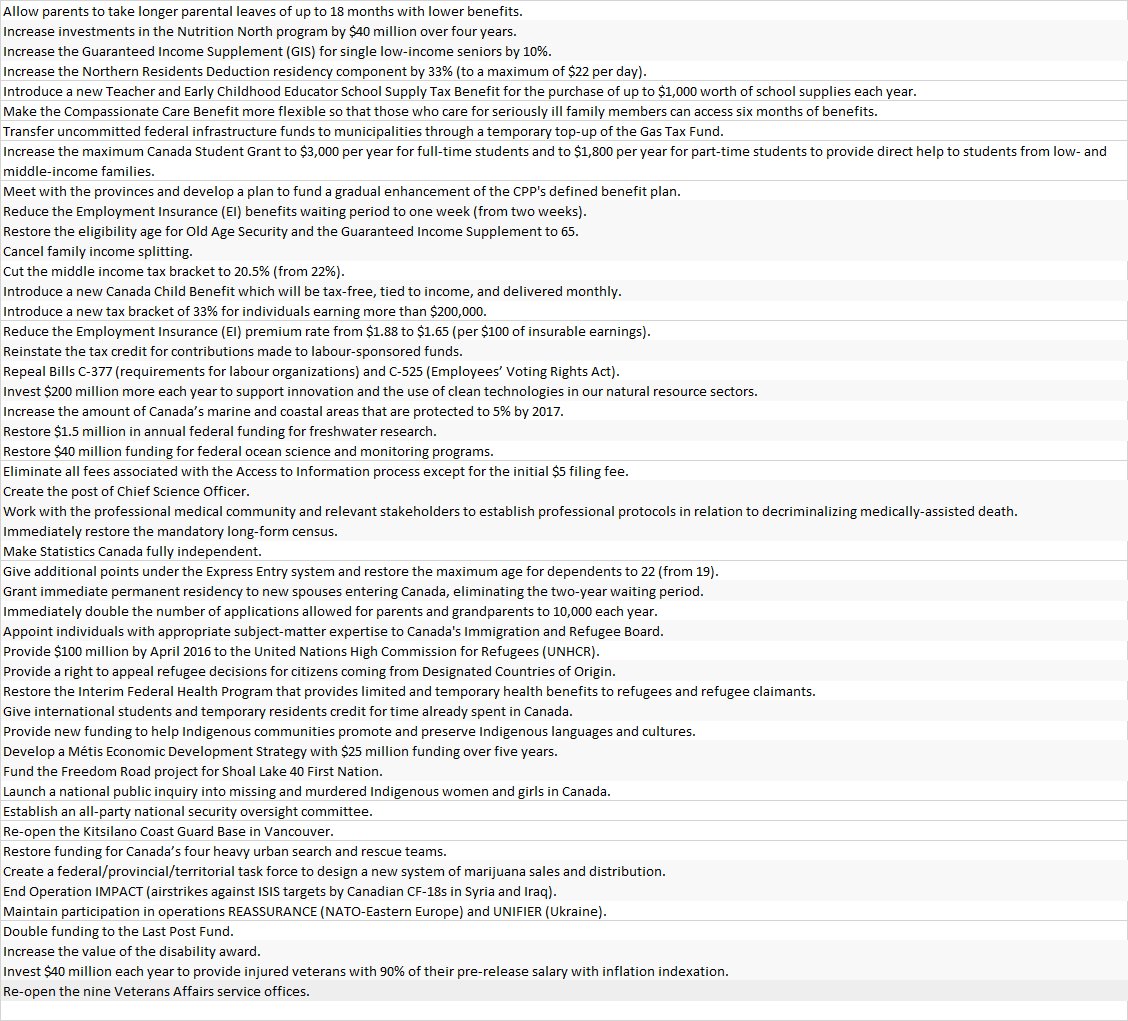 Allow parents to take longer parental leaves of up to 18 months with lower benefits.
Increase investments in the Nutrition North program by $40 million over four years.
Increase the Guaranteed Income Supplement (GIS) for single low-income seniors by 10%.
Increase the Northern Residents Deduction residency component by 33% (to a maximum of $22 per day).
Introduce a new Teacher and Early Childhood Educator School Supply Tax Benefit for the purchase of up to $1,000 worth of school supplies each year.
Make the Compassionate Care Benefit more flexible so that those who care for seriously ill family members can access six months of benefits.
Transfer uncommitted federal infrastructure funds to municipalities through a temporary top-up of the Gas Tax Fund.
Increase the maximum Canada Student Grant to $3,000 per year for full-time students and to $1,800 per year for part-time students to provide direct help to students from low- and
middle-income families.
Meet with the provinces and develop a plan to fund a gradual enhancement of the CPP's defined benefit plan.
Reduce the Employment Insurance (EI) benefits waiting period to one week (from two weeks).
Restore the eligibility age for Old Age Security and the Guaranteed Income Supplement to 65.
Cancel family income splitting.
Cut the middle income tax bracket to 20.5% (from 22%).
Introduce a new Canada Child Benefit which will be tax-free, tied to income, and delivered monthly.
Introduce a new tax bracket of 33% for individuals earning more than $200,000.
Reduce the Employment Insurance (EI) premium rate from $1.88 to $1.65 (per $100 of insurable earnings).
Reinstate the tax credit for contributions made to labour-sponsored funds.
Repeal Bills C-377 (requirements for labour organizations) and C-525 (Employees’ Voting Rights Act).
Invest $200 million more each year to support innovation and the use of clean technologies in our natural resource sectors.
Increase the amount of Canada’s marine and coastal areas that are protected to 5% by 2017.
Restore $1.5 million in annual federal funding for freshwater research.
Restore $40 million funding for federal ocean science and monitoring programs.
Eliminate all fees associated with the Access to Information process except for the initial $5 filing fee.
Create the post of Chief Science Officer.
Work with the professional medical community and relevant stakeholders to establish professional protocols in relation to decriminalizing medically-assisted death.
Immediately restore the mandatory long-form census.
Make Statistics Canada fully independent.
Give additional points under the Express Entry system and restore the maximum age for dependents to 22 (from 19).
Grant immediate permanent residency to new spouses entering Canada, eliminating the two-year waiting period.
Immediately double the number of applications allowed for parents and grandparents to 10,000 each year.
Appoint individuals with appropriate subject-matter expertise to Canada's Immigration and Refugee Board.
Provide $100 million by April 2016 to the United Nations High Commission for Refugees (UNHCR).
Provide a right to appeal refugee decisions for citizens coming from Designated Countries of Origin.
Restore the Interim Federal Health Program that provides limited and temporary health benefits to refugees and refugee claimants.
Give international students and temporary residents credit for time already spent in Canada.
Provide new funding to help Indigenous communities promote and preserve Indigenous languages and cultures.
Develop a Métis Economic Development Strategy with $25 million funding over five years.
Fund the Freedom Road project for Shoal Lake 40 First Nation.
Launch a national public inquiry into missing and murdered Indigenous women and girls in Canada.
Establish an all-party national security oversight committee.
Re-open the Kitsilano Coast Guard Base in Vancouver.
Restore funding for Canada’s four heavy urban search and rescue teams.
Create a federal/provincial/territorial task force to design a new system of marijuana sales and distribution.
End Operation IMPACT (airstrikes against ISIS targets by Canadian CF-18s in Syria and Iraq).
Maintain participation in operations REASSURANCE (NATO-Eastern Europe) and UNIFIER (Ukraine).
Double funding to the Last Post Fund.
Increase the value of the disability award.
Invest $40 million each year to provide injured veterans with 90% of their pre-release salary with inflation indexation.
Re-open the nine Veterans Affairs service offices.